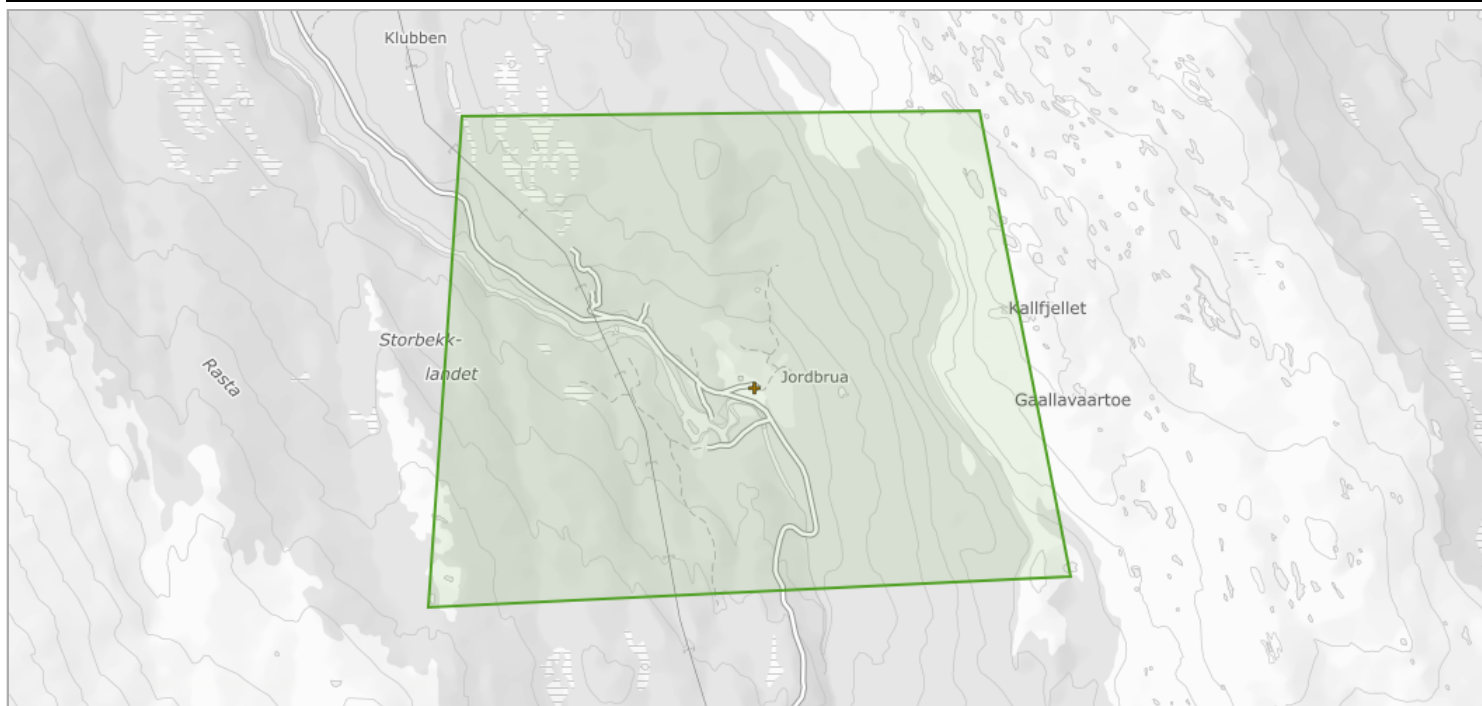 Klubben
Kallfjellet
Storbekk-
landet
Rasta
Jordbrua
Gaallavaartoe